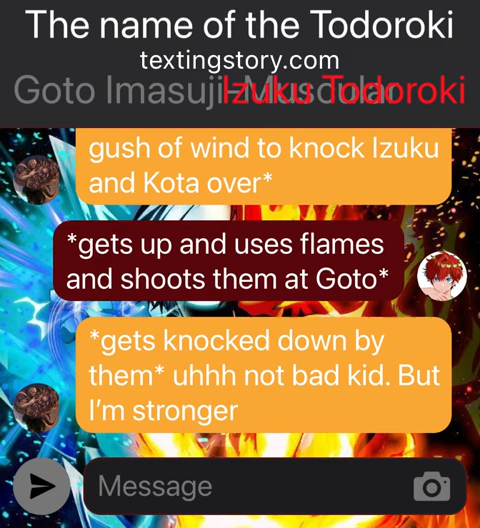 The name of the Todoroki
textingstory.com
Goto Imasuji-Muscular
Izuku Todoroki
gush of wind to knock Izuku
and Kota over*
*gets up and uses flames
and shoots them at Goto*
*gets knocked down by
them* uhhh not bad kid. But
I'm stronger
Message